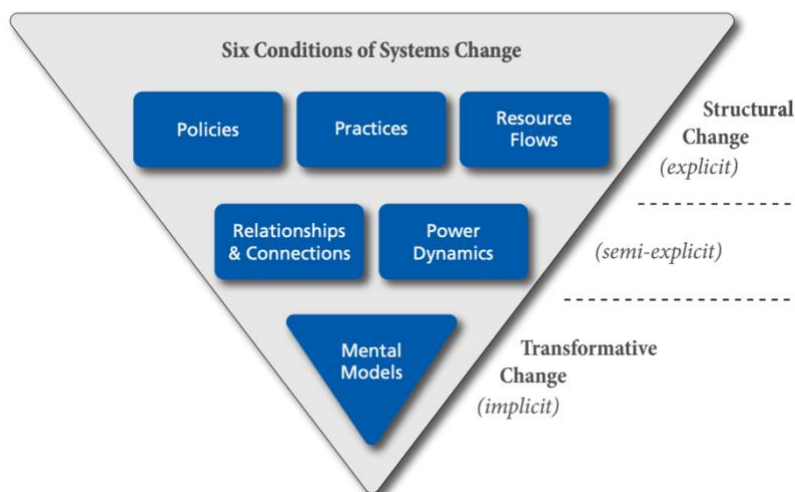 Six Conditions of Systems Change
Policies
Practices
Resource
Flows
Structural
Change
(explicit)
Relationships
& Connections
Power
Dynamics
(semi-explicit)
Mental
Models
Transformative
Change
(implicit)